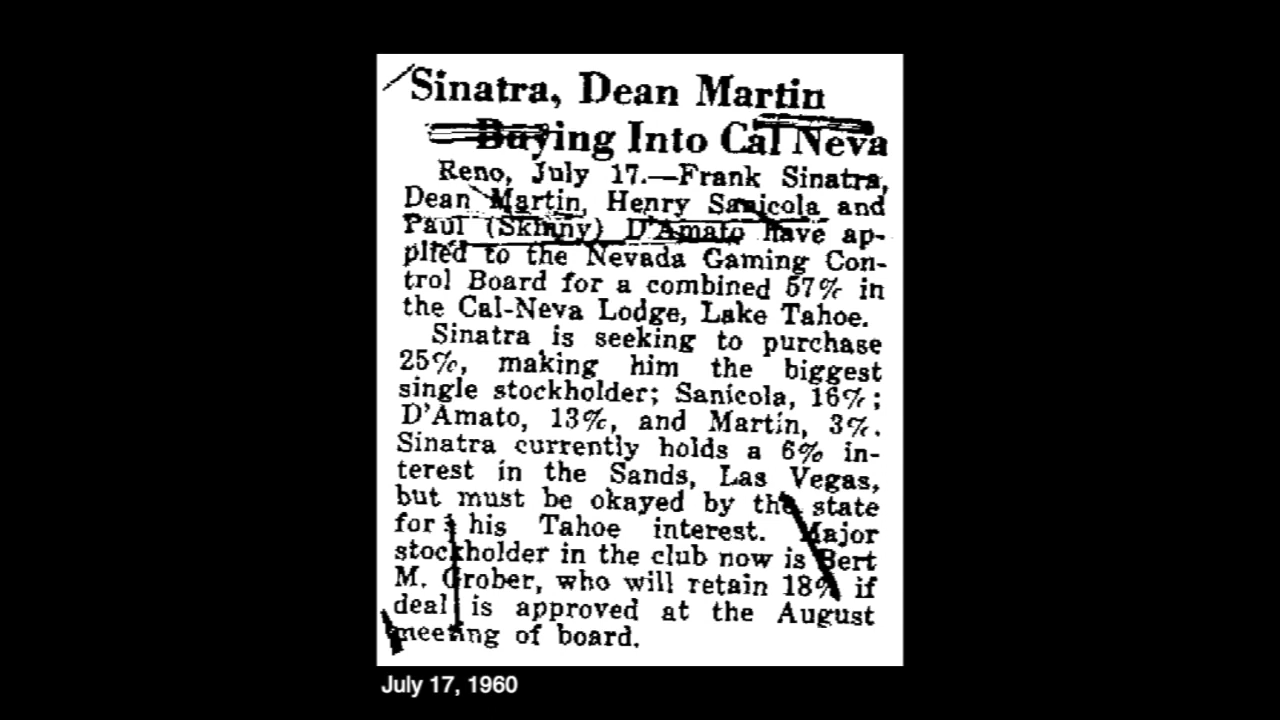 Sinatra, Dean Martin
Buying Into Cal Neva
Reno, July 17.—Frank Sinatra,
Dean Martin, Henry Sanicola and
Paul (Skinny) D'Amato have ap-
plied to the Nevada Gaming Con-
trol Board for a combined 57% in
the Cal-Neva Lodge, Lake Tahoe.
Sinatra is seeking to purchase
25%, making him the biggest
single stockholder; Sanicola, 16%;
D'Amato, 13%, and Martin, 3%.
Sinatra currently holds a 6% in-
terest in the Sands, Las Vegas,
but must be okayed by the state
for his Tahoe interest. Major
stockholder in the club now is Bert
M. Grober, who will retain 18% if
deal is approved at the August
meeting of board.
July 17, 1960